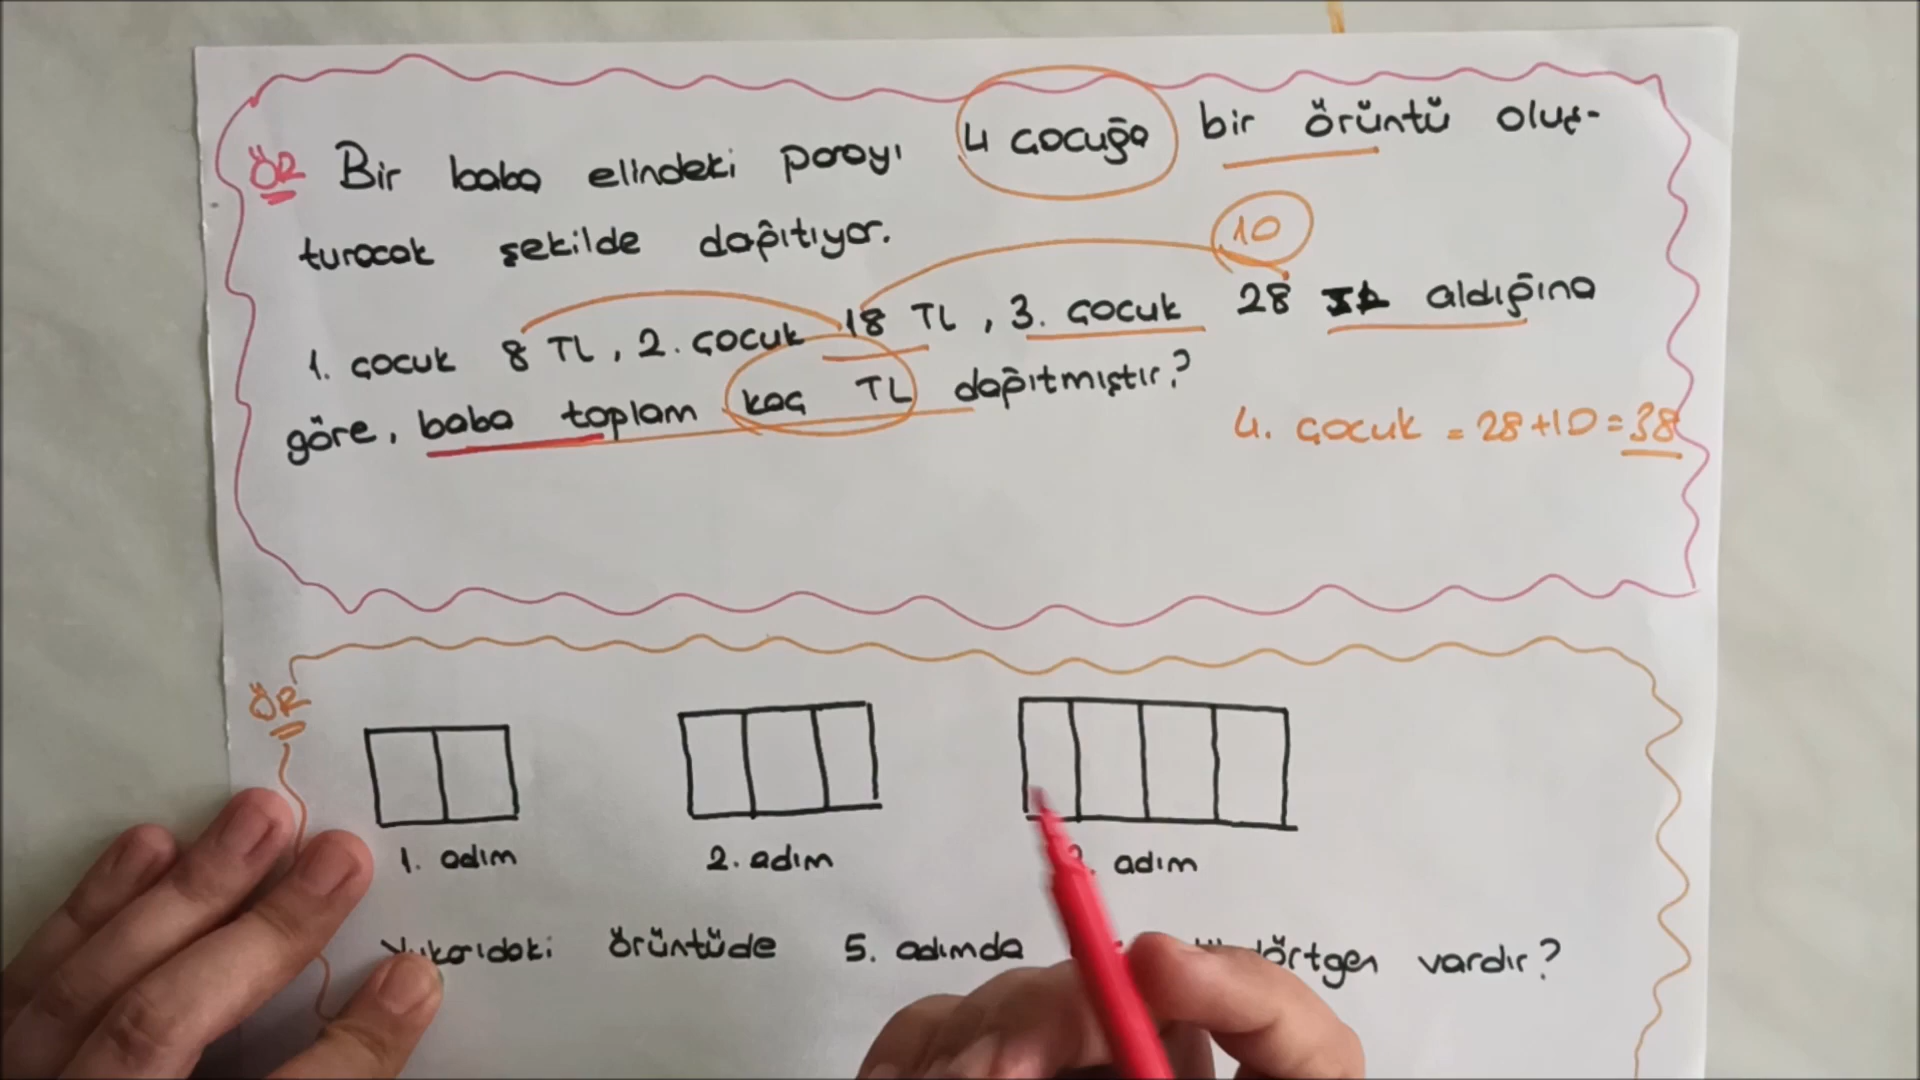 ÖR Bir baba elindeki parayı 4 çocuğa bir örüntü oluş-
turacak şekilde dağıtıyor.
10
1. çocuk 8 TL, 2. çocuk 18 TL, 3. çocuk 28 TL aldığına
göre, baba toplam kaç TL dağıtmıştır?
4. çocuk = 28+10=38
ÖR
1. adım 2. adım adım
Yukarıdaki örüntüde 5. adımda vardır?